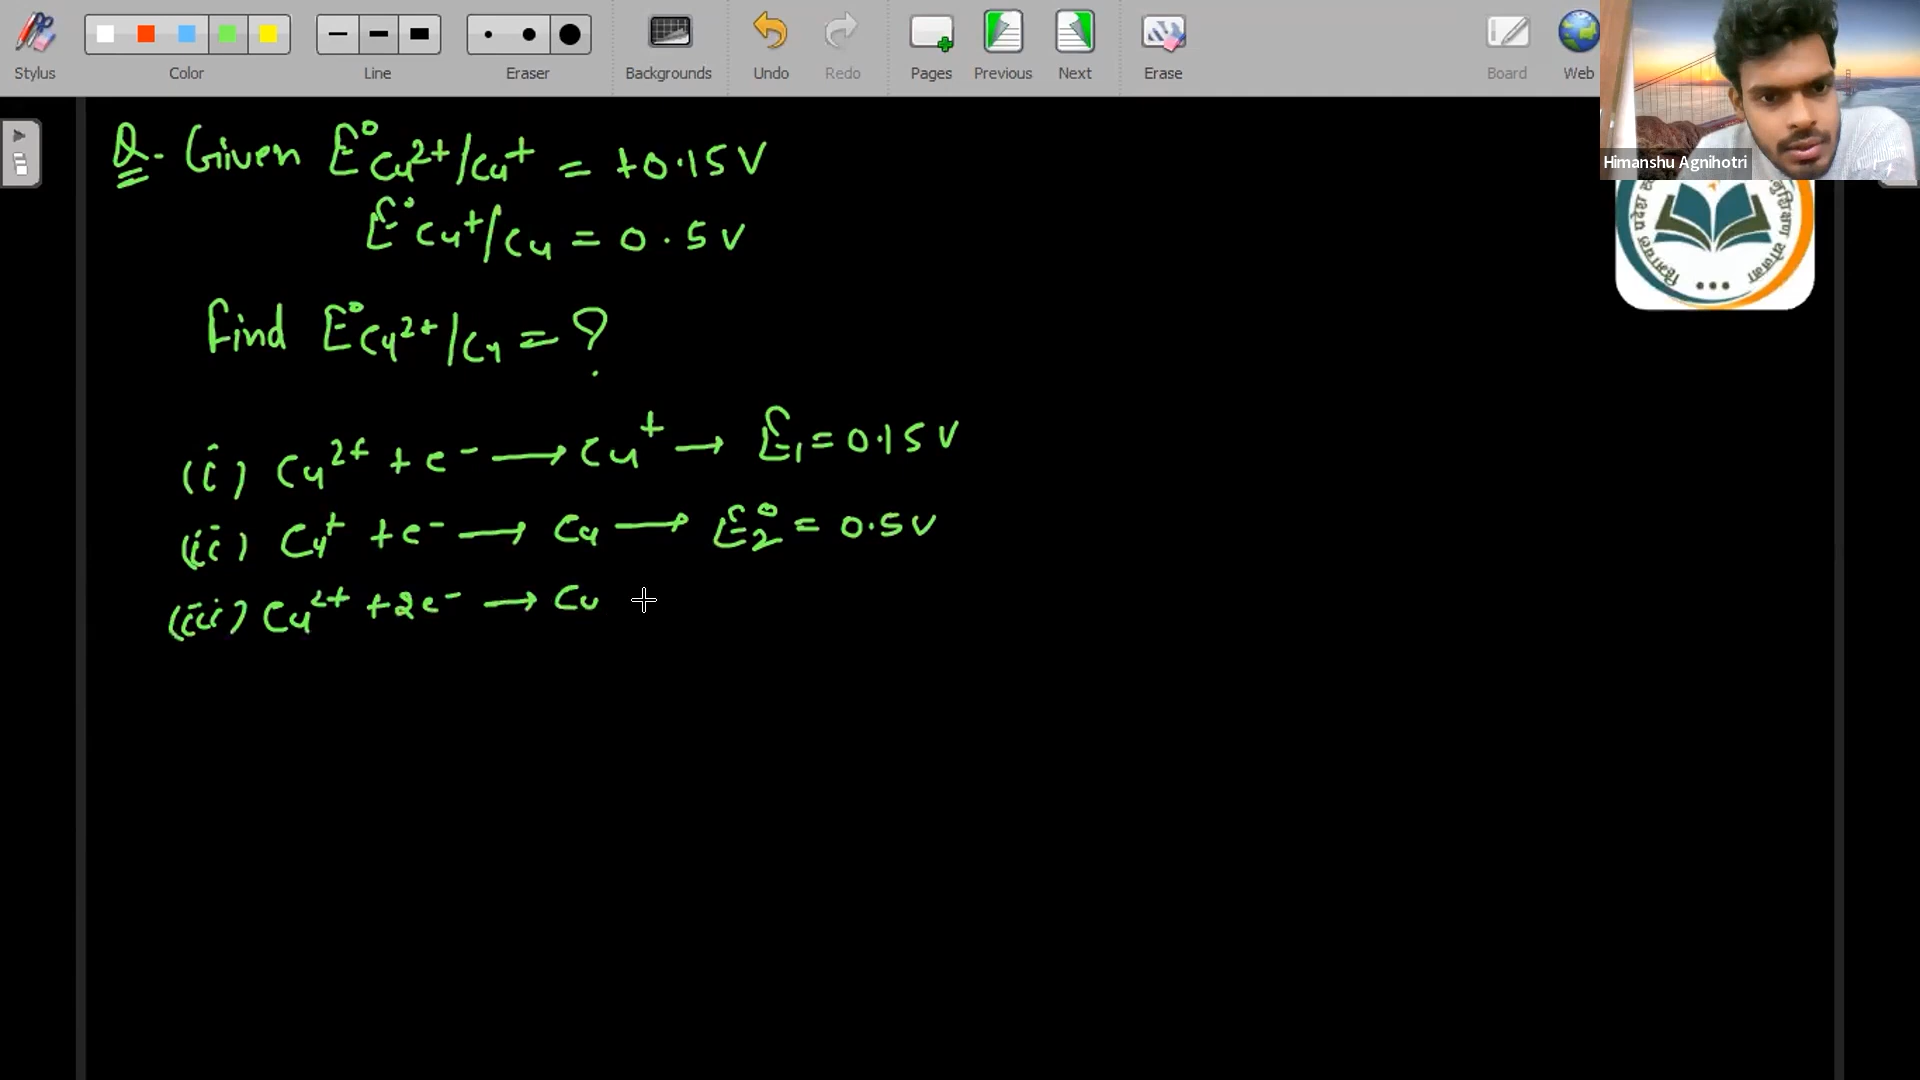 Stylus Color Line Eraser Backgrounds Undo Redo Pages Previous Next Erase Board Web
Himanshu Agnihotri
Q. Given E°Cu2+/Cu+ = +0.15V
E°Cu+/Cu = 0.5V
Find E°Cu2+/Cu = ?
(i) Cu2+ + e- → Cu+ → E1 = 0.15V
(ii) Cu+ + e- → Cu → E°2 = 0.5V
(iii) Cu2+ + 2e- → Cu